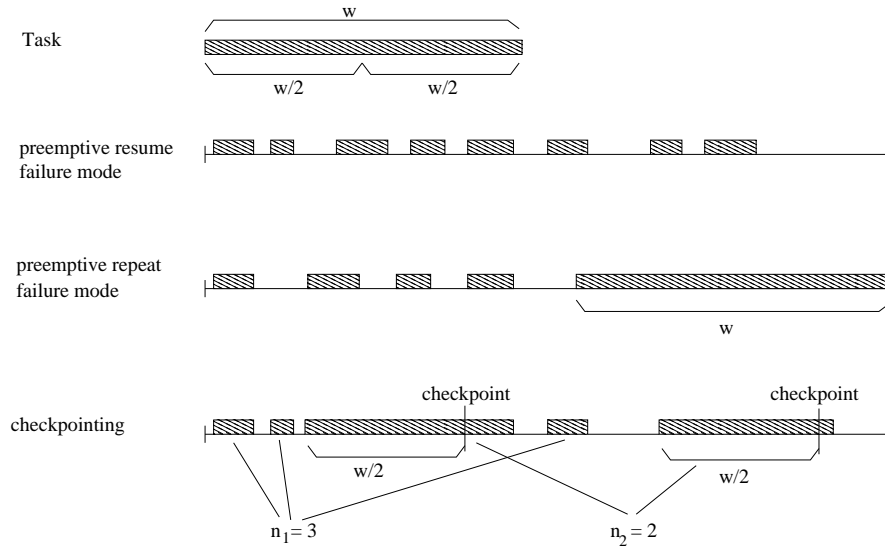 w
Task
w/2
w/2
preemptive resume
failure mode
preemptive repeat
failure mode
w
checkpoint
checkpoint
checkpointing
w/2
w/2
n₁= 3
n₂= 2